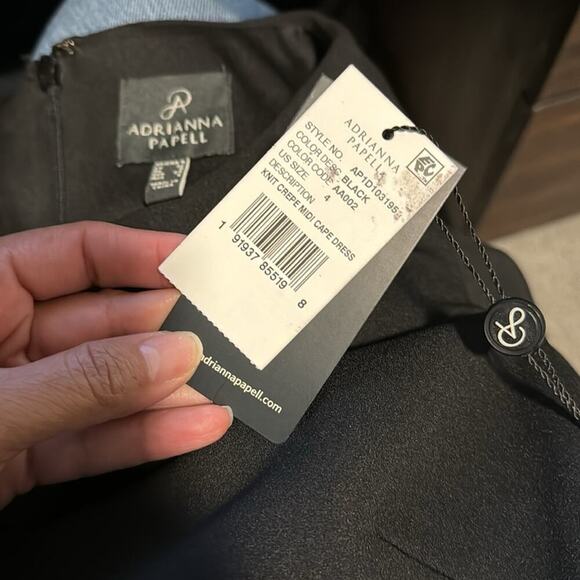 ADRIANNA
PAPELL
ADRIANNA
PAPELL
STYLE NO. AP1D103195
COLOR DESC. BLACK
COLOR CODE AA002
US SIZE 4
DESCRIPTION
KNIT CREPE MIDI CAPE DRESS
1 91937 85519 8
adriannapapell.com